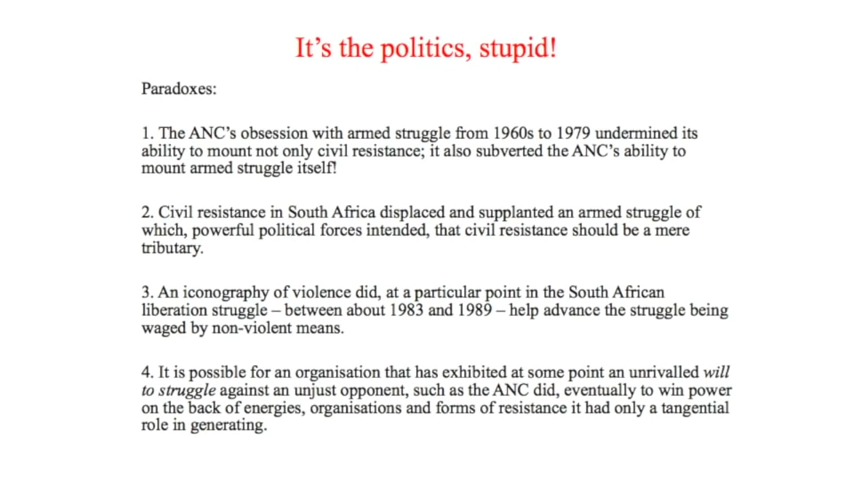 It's the politics, stupid!
Paradoxes:
1. The ANC's obsession with armed struggle from 1960s to 1979 undermined its
ability to mount not only civil resistance; it also subverted the ANC's ability to
mount armed struggle itself!
2. Civil resistance in South Africa displaced and supplanted an armed struggle of
which, powerful political forces intended, that civil resistance should be a mere
tributary.
3. An iconography of violence did, at a particular point in the South African
liberation struggle – between about 1983 and 1989 – help advance the struggle being
waged by non-violent means.
4. It is possible for an organisation that has exhibited at some point an unrivalled will
to struggle against an unjust opponent, such as the ANC did, eventually to win power
on the back of energies, organisations and forms of resistance it had only a tangential
role in generating.